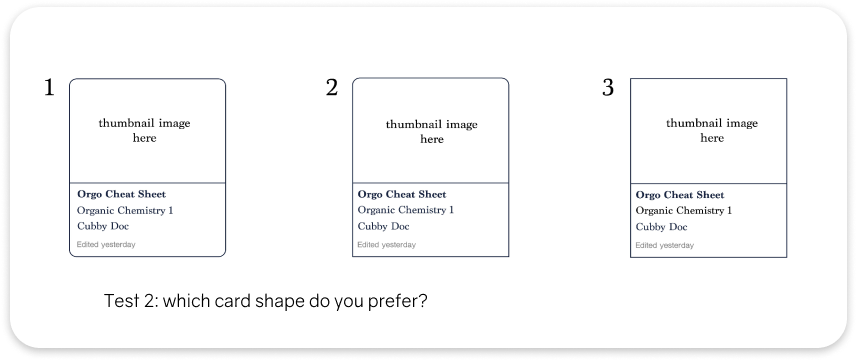 1
thumbnail image
here
Orgo Cheat Sheet
Organic Chemistry 1
Cubby Doc
Edited yesterday
2
thumbnail image
here
Orgo Cheat Sheet
Organic Chemistry 1
Cubby Doc
Edited yesterday
3
thumbnail image
here
Orgo Cheat Sheet
Organic Chemistry 1
Cubby Doc
Edited yesterday
Test 2: which card shape do you prefer?